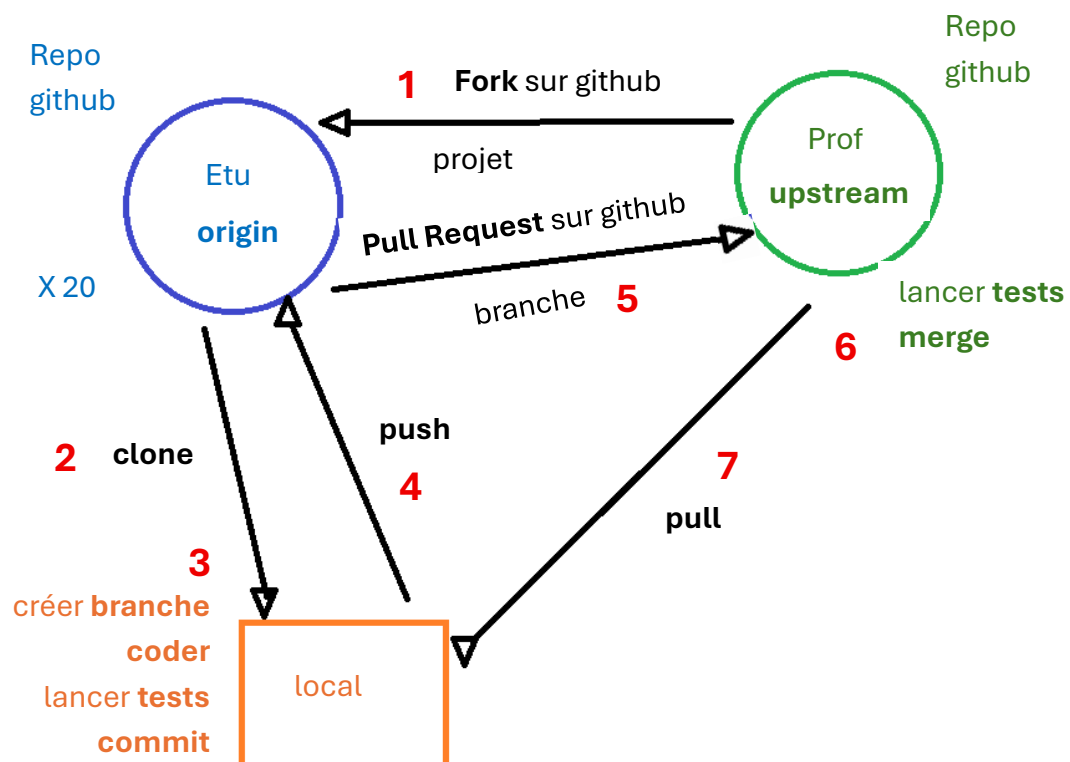 Repo
github
1 Fork sur github
Repo
github
projet
Etu
origin
Prof
upstream
Pull Request sur github
X 20
branche 5
lancer tests
merge
6
push
2 clone
4
7
pull
3
créer branche
coder
lancer tests
commit
local